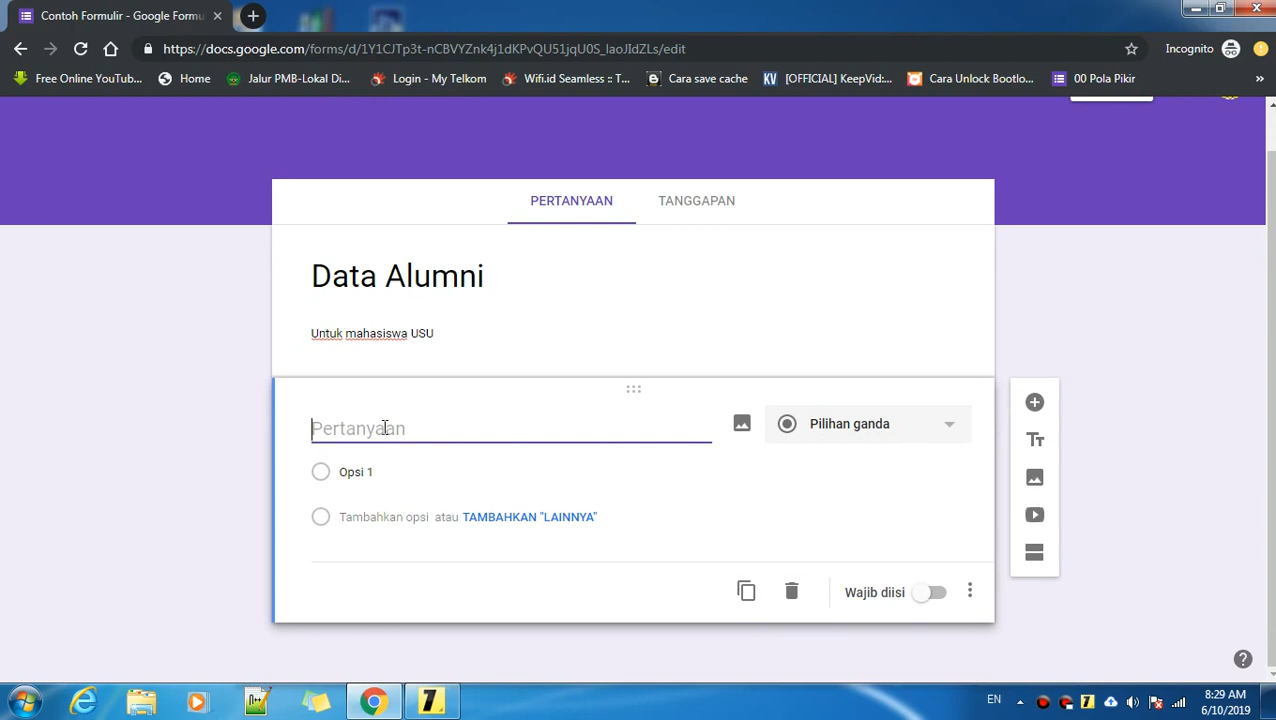 Contoh Formulir - Google Formu
https://docs.google.com/forms/d/1Y1CJTp3t-nCBVYZnk4j1dKPvQU51jqU0S_laoJIdZLs/edit
Incognito
Free Online YouTub...
Home
Jalur PMB-Lokal Di...
Login - My Telkom
Wifi.id Seamless :: T...
Cara save cache
[OFFICIAL] KeepVid:...
Cara Unlock Bootlo...
00 Pola Pikir
»
PERTANYAAN
TANGGAPAN
Data Alumni
Untuk mahasiswa USU
Pertanyaan
Pilihan ganda
Opsi 1
Tambahkan opsi atau TAMBAHKAN "LAINNYA"
Wajib diisi
EN
8:29 AM
6/10/2019